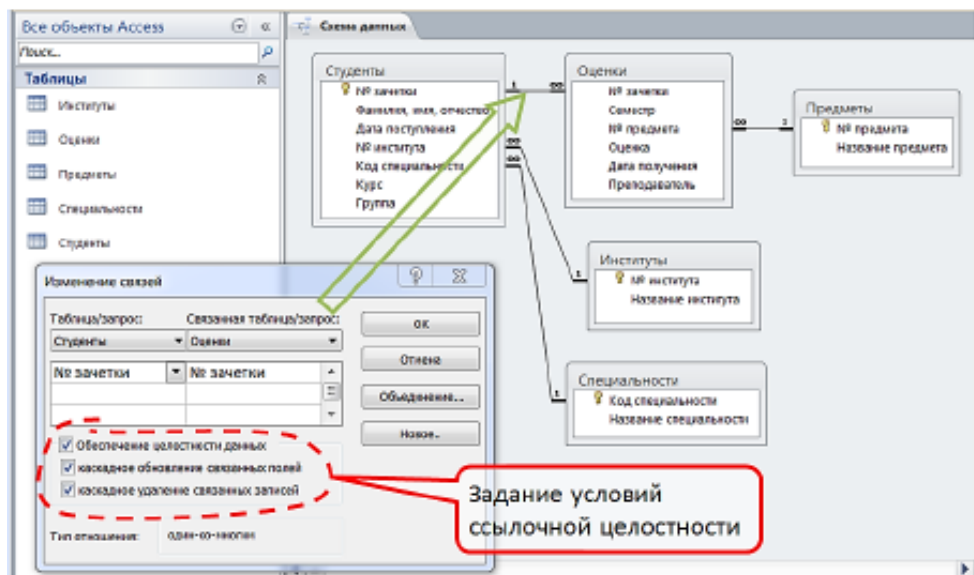 Все объекты Access
Поиск...
Таблицы
Институты
Оценки
Предметы
Специальности
Студенты
Схема данных
Студенты
№ зачетки
Фамилия, имя, отчество
Дата поступления
№ института
Код специальности
Курс
Группа
Оценки
№ зачетки
Семестр
№ предмета
Оценка
Дата получения
Преподаватель
Предметы
№ предмета
Название предмета
Институты
№ института
Название института
Специальности
Код специальности
Название специальности
1 ∞
∞ 1
∞
∞
1
1
Изменение связей
Таблица/запрос: Связанная таблица/запрос:
Студенты Оценки
№ зачетки № зачетки
Обеспечение целостности данных
каскадное обновление связанных полей
каскадное удаление связанных записей
Тип отношения: один-ко-многим
ОК
Отмена
Объединение...
Новое..
Задание условий
ссылочной целостности